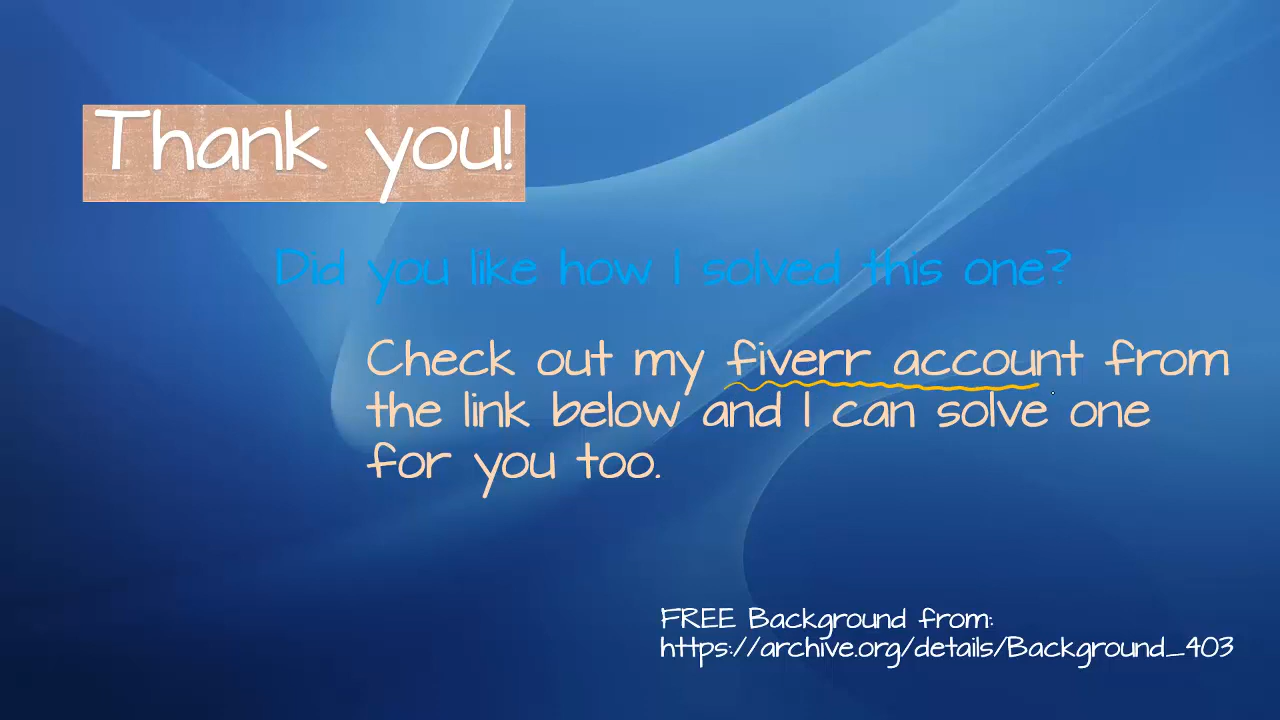 Thank you!
Did you like how I solved this one?
Check out my fiverr account from
the link below and I can solve one
for you too.
FREE Background from:
https://archive.org/details/Background_403